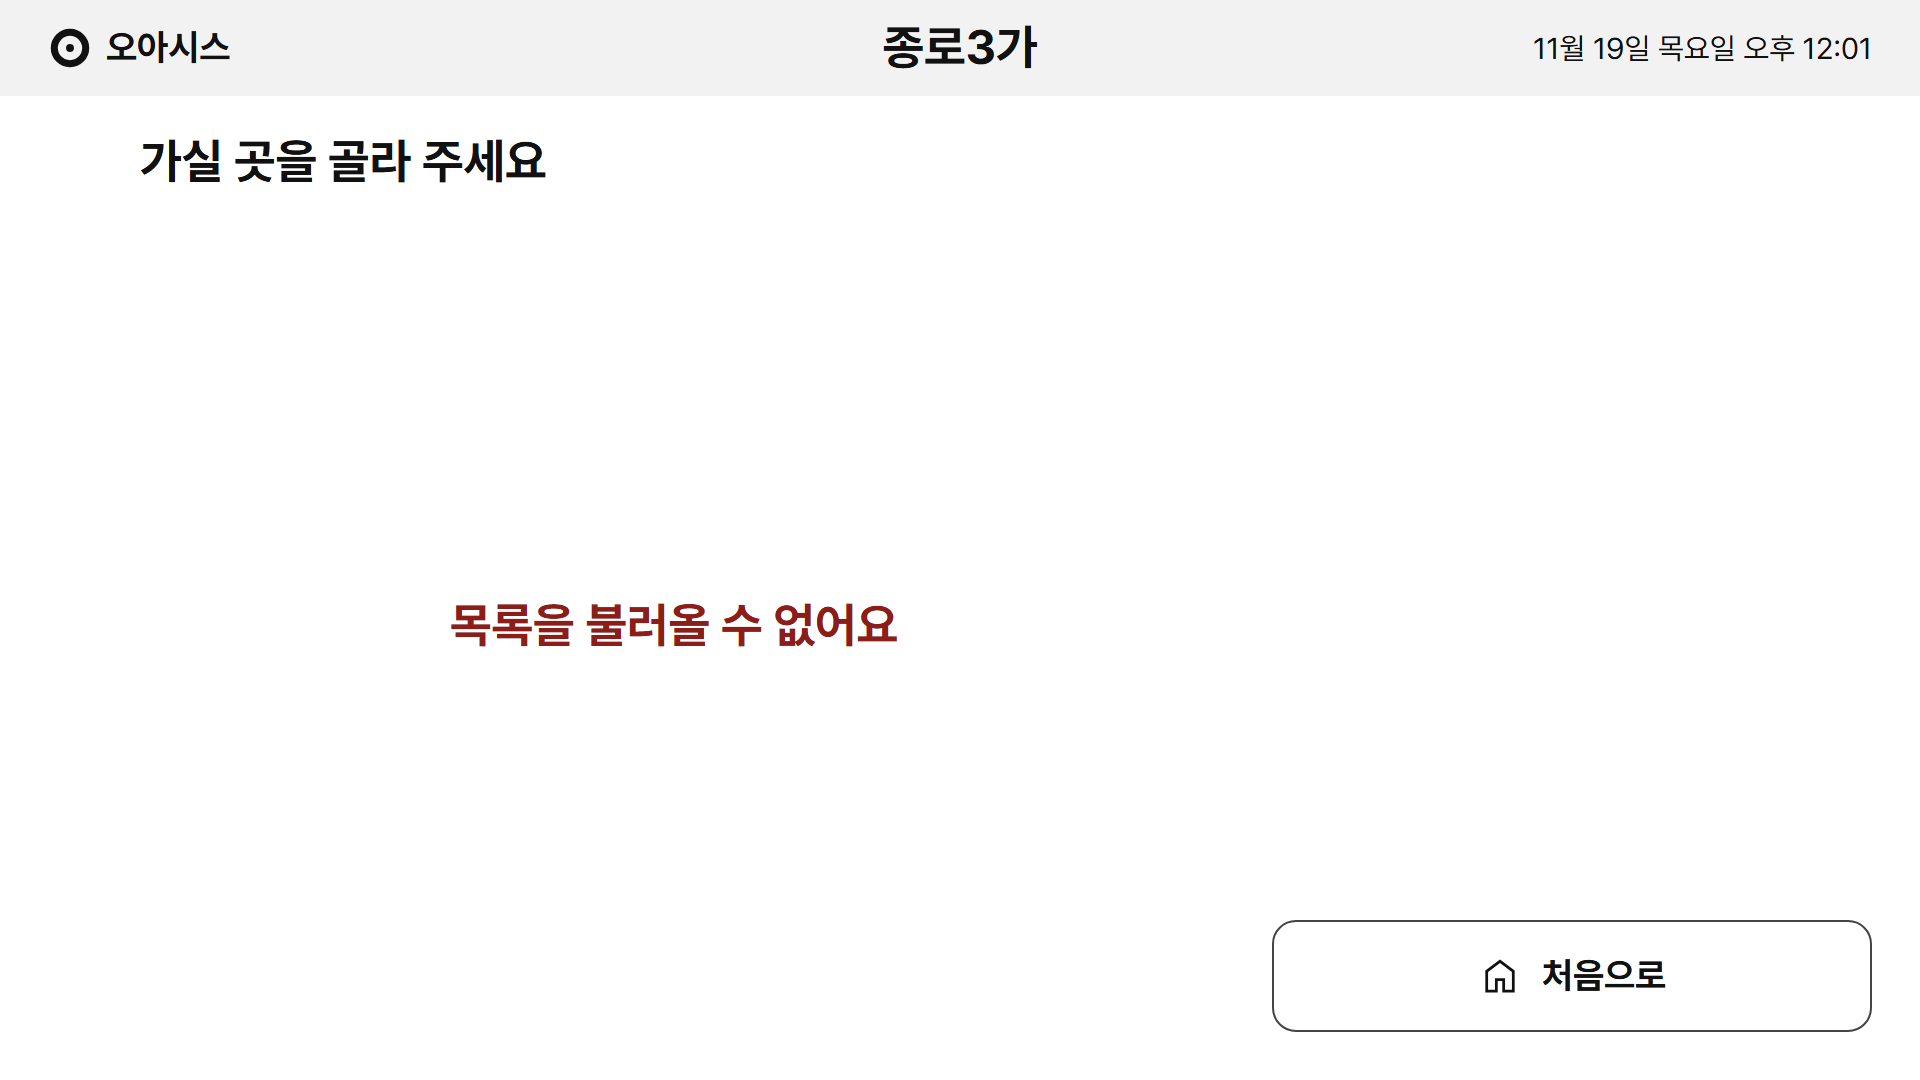 오아시스
종로3가
11월 19일 목요일 오후 12:01
가실 곳을 골라 주세요
목록을 불러올 수 없어요
처음으로